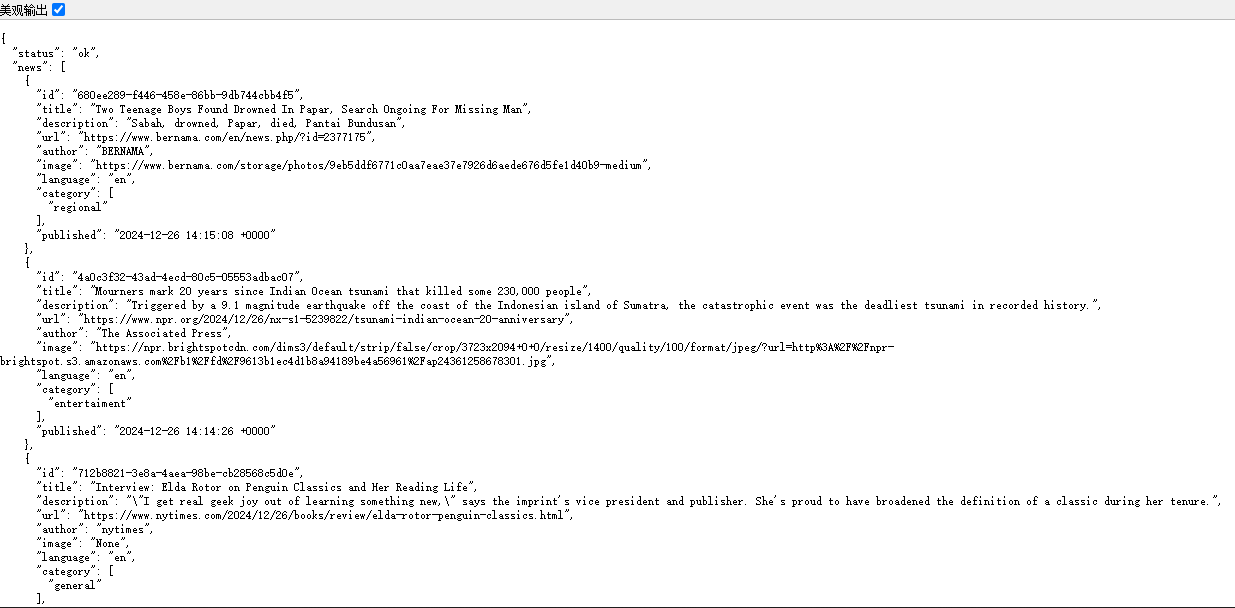 美观输出
{
"status": "ok",
"news": [
{
"id": "680ee289-f446-458e-86bb-9db744cbb4f5",
"title": "Two Teenage Boys Found Drowned In Papar, Search Ongoing For Missing Man",
"description": "Sabah, drowned, Papar, died, Pantai Bundusan",
"url": "https://www.bernama.com/en/news.php/?id=2377175",
"author": "BERNAMA",
"image": "https://www.bernama.com/storage/photos/9eb5ddf6771c0aa7eae37e7926d6aede676d5fe1d40b9-medium",
"language": "en",
"category": [
"regional"
],
"published": "2024-12-26 14:15:08 +0000"
},
{
"id": "4a0c3f32-43ad-4ecd-80c5-05553adbac07",
"title": "Mourners mark 20 years since Indian Ocean tsunami that killed some 230,000 people",
"description": "Triggered by a 9.1 magnitude earthquake off the coast of the Indonesian island of Sumatra, the catastrophic event was the deadliest tsunami in recorded history.",
"url": "https://www.npr.org/2024/12/26/nx-s1-5239822/tsunami-indian-ocean-20-anniversary",
"author": "The Associated Press",
"image": "https://npr.brightspotcdn.com/dims3/default/strip/false/crop/3723x2094+0+0/resize/1400/quality/100/format/jpeg/?url=http%3A%2F%2Fnpr-
brightspot.s3.amazonaws.com%2Fb1%2Ffd%2F9613b1ec4d1b8a94189be4a56961%2Fap24361258678301.jpg",
"language": "en",
"category": [
"entertaiment"
],
"published": "2024-12-26 14:14:26 +0000"
},
{
"id": "712b8821-3e8a-4aea-98be-cb28568c5d0e",
"title": "Interview: Elda Rotor on Penguin Classics and Her Reading Life",
"description": "\"I get real geek joy out of learning something new,\" says the imprint's vice president and publisher. She's proud to have broadened the definition of a classic during her tenure.",
"url": "https://www.nytimes.com/2024/12/26/books/review/elda-rotor-penguin-classics.html",
"author": "nytimes",
"image": "None",
"language": "en",
"category": [
"general"
],